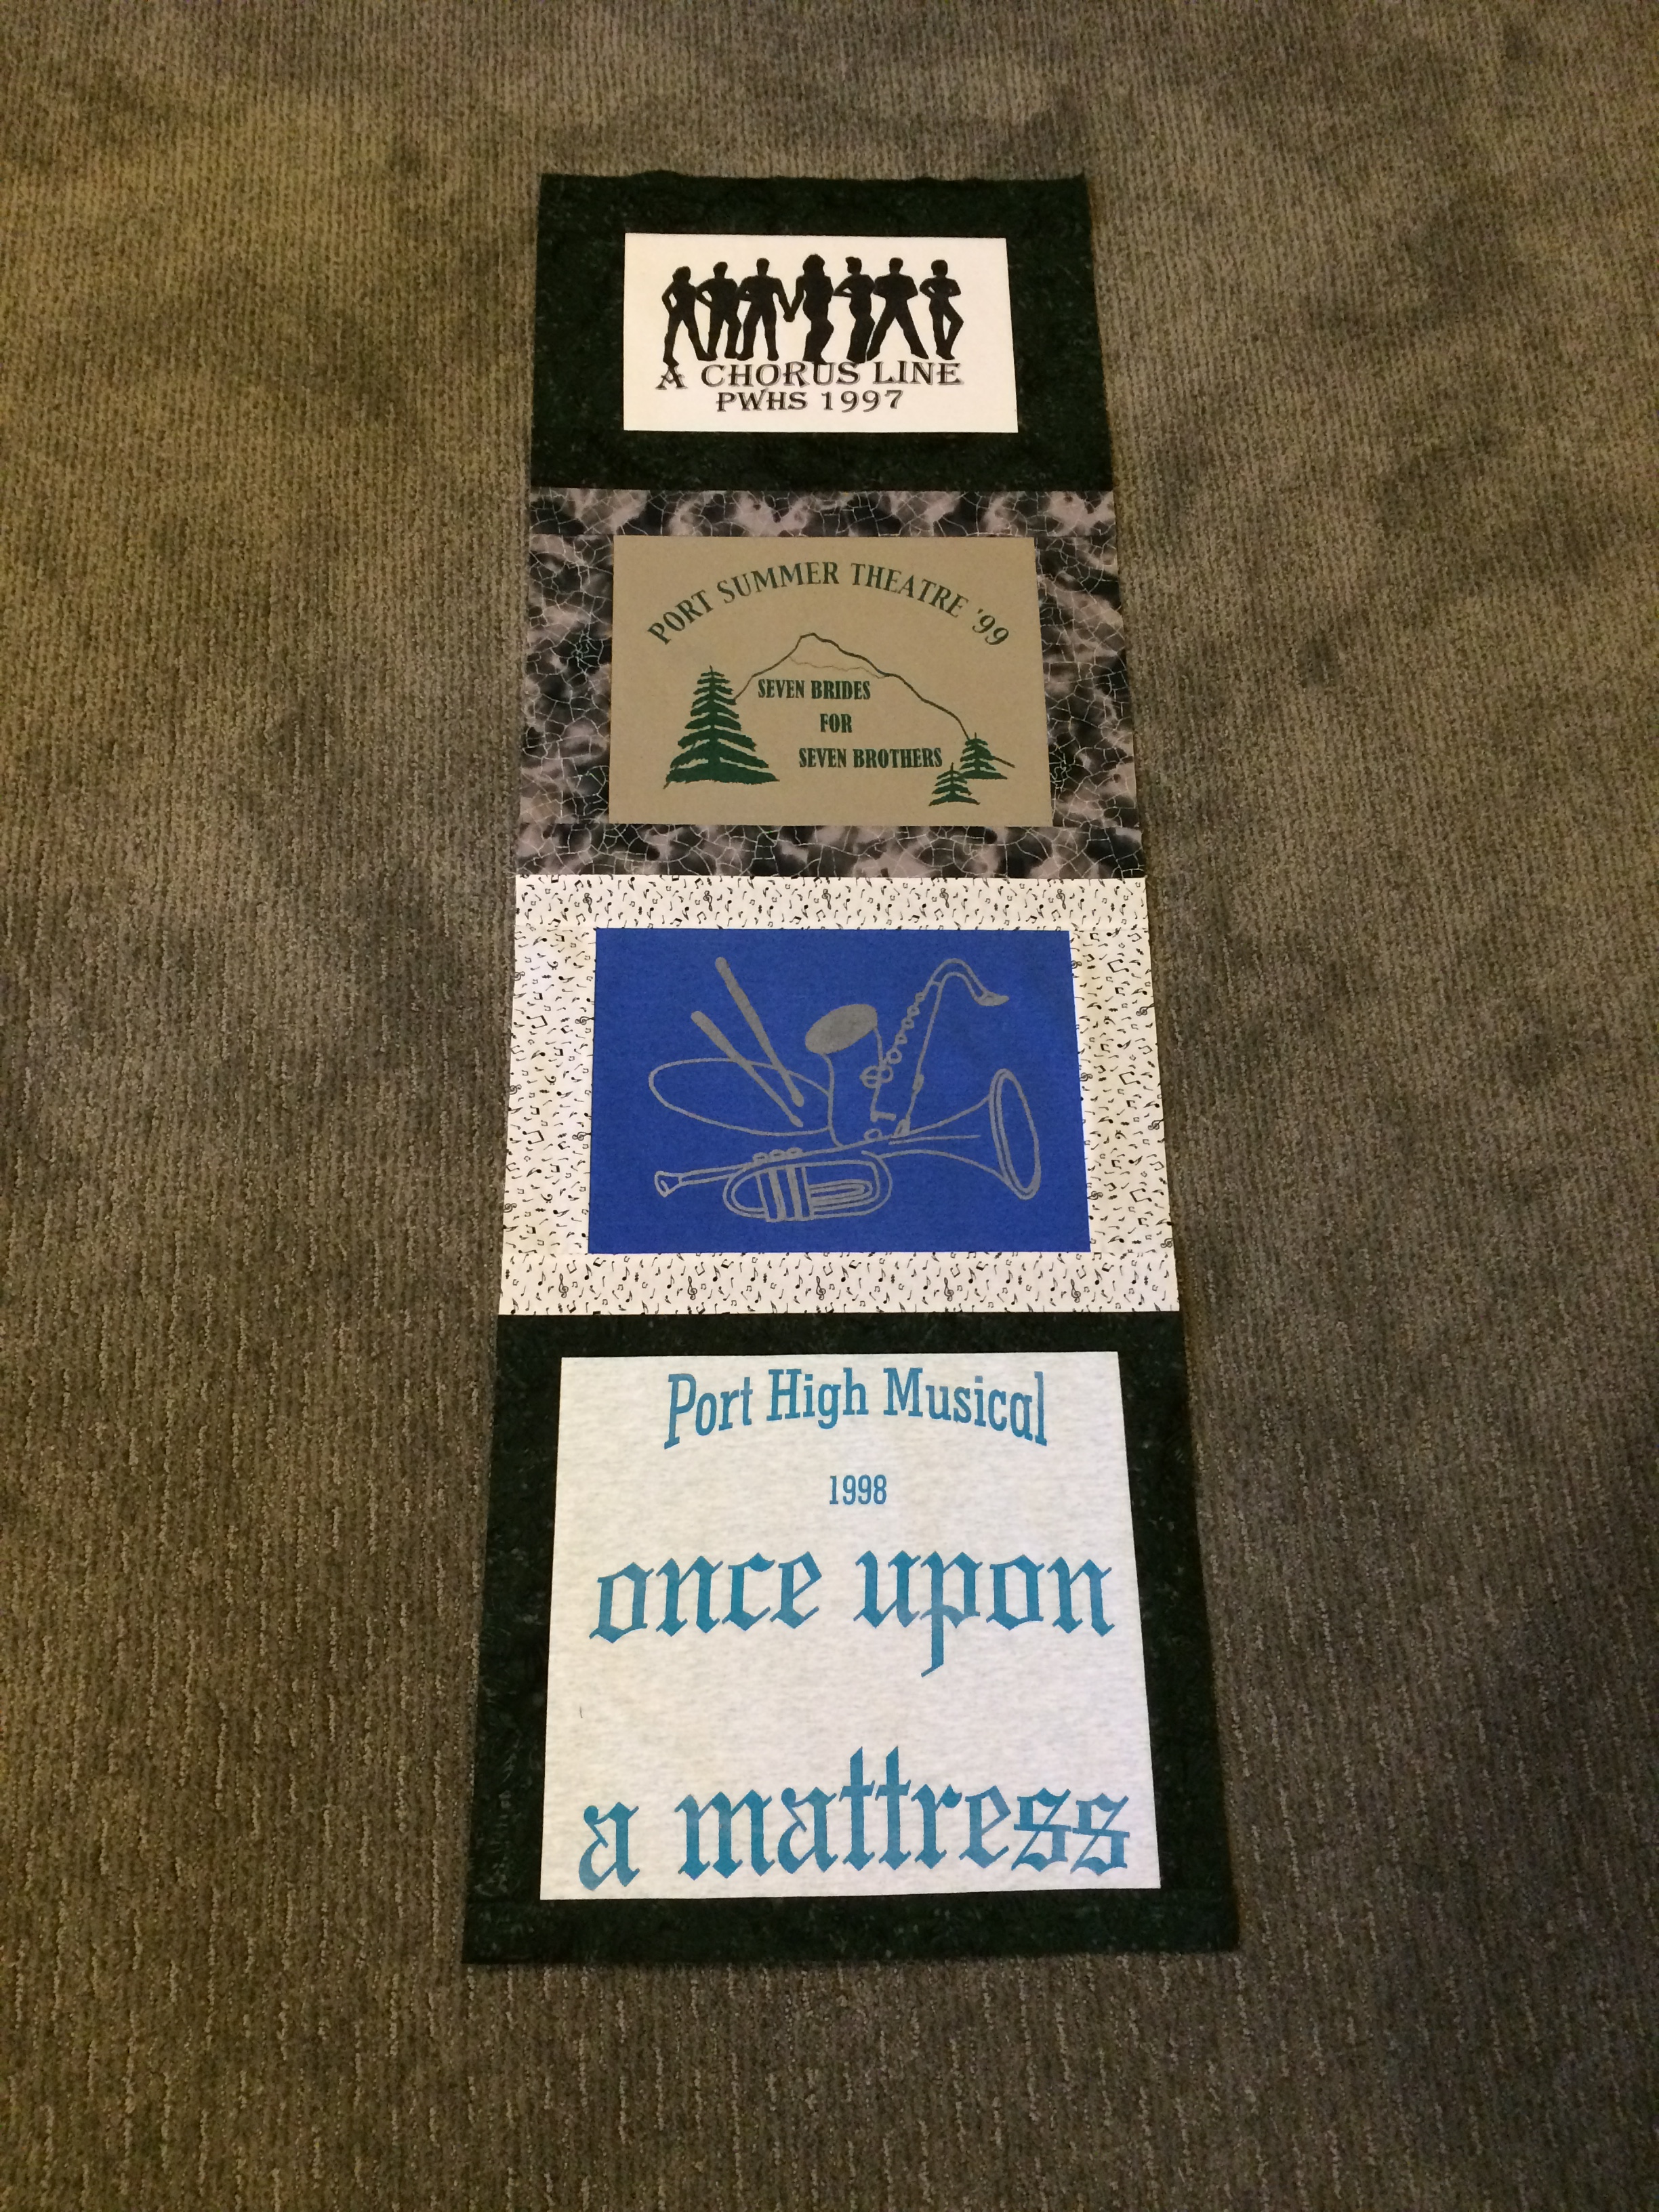 A CHORUS LINE
PWHS 1997
PORT SUMMER THEATRE '99
SEVEN BRIDES
FOR
SEVEN BROTHERS
Port High Musical
1998
once upon
a mattress